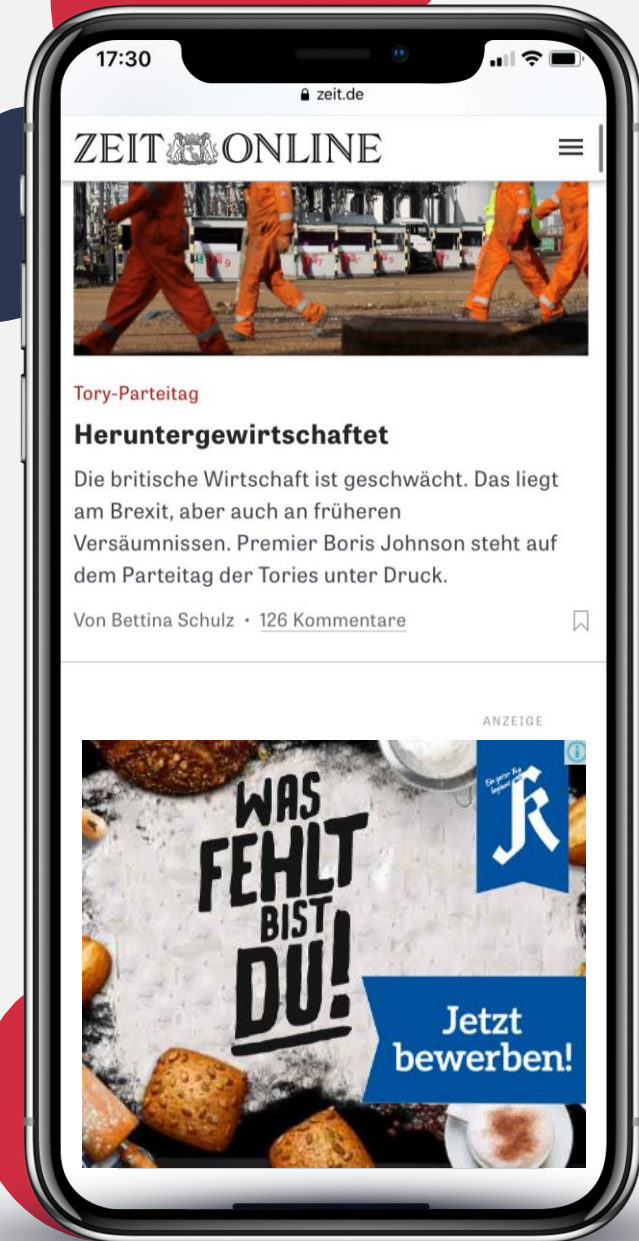 17:30
zeit.de
ZEIT ONLINE
Tory-Parteitag
Heruntergewirtschaftet
Die britische Wirtschaft ist geschwächt. Das liegt
am Brexit, aber auch an früheren
Versäumnissen. Premier Boris Johnson steht auf
dem Parteitag der Tories unter Druck.
Von Bettina Schulz • 126 Kommentare
ANZEIGE
WAS
FEHLT
BIST
DU!
K
Jetzt
bewerben!